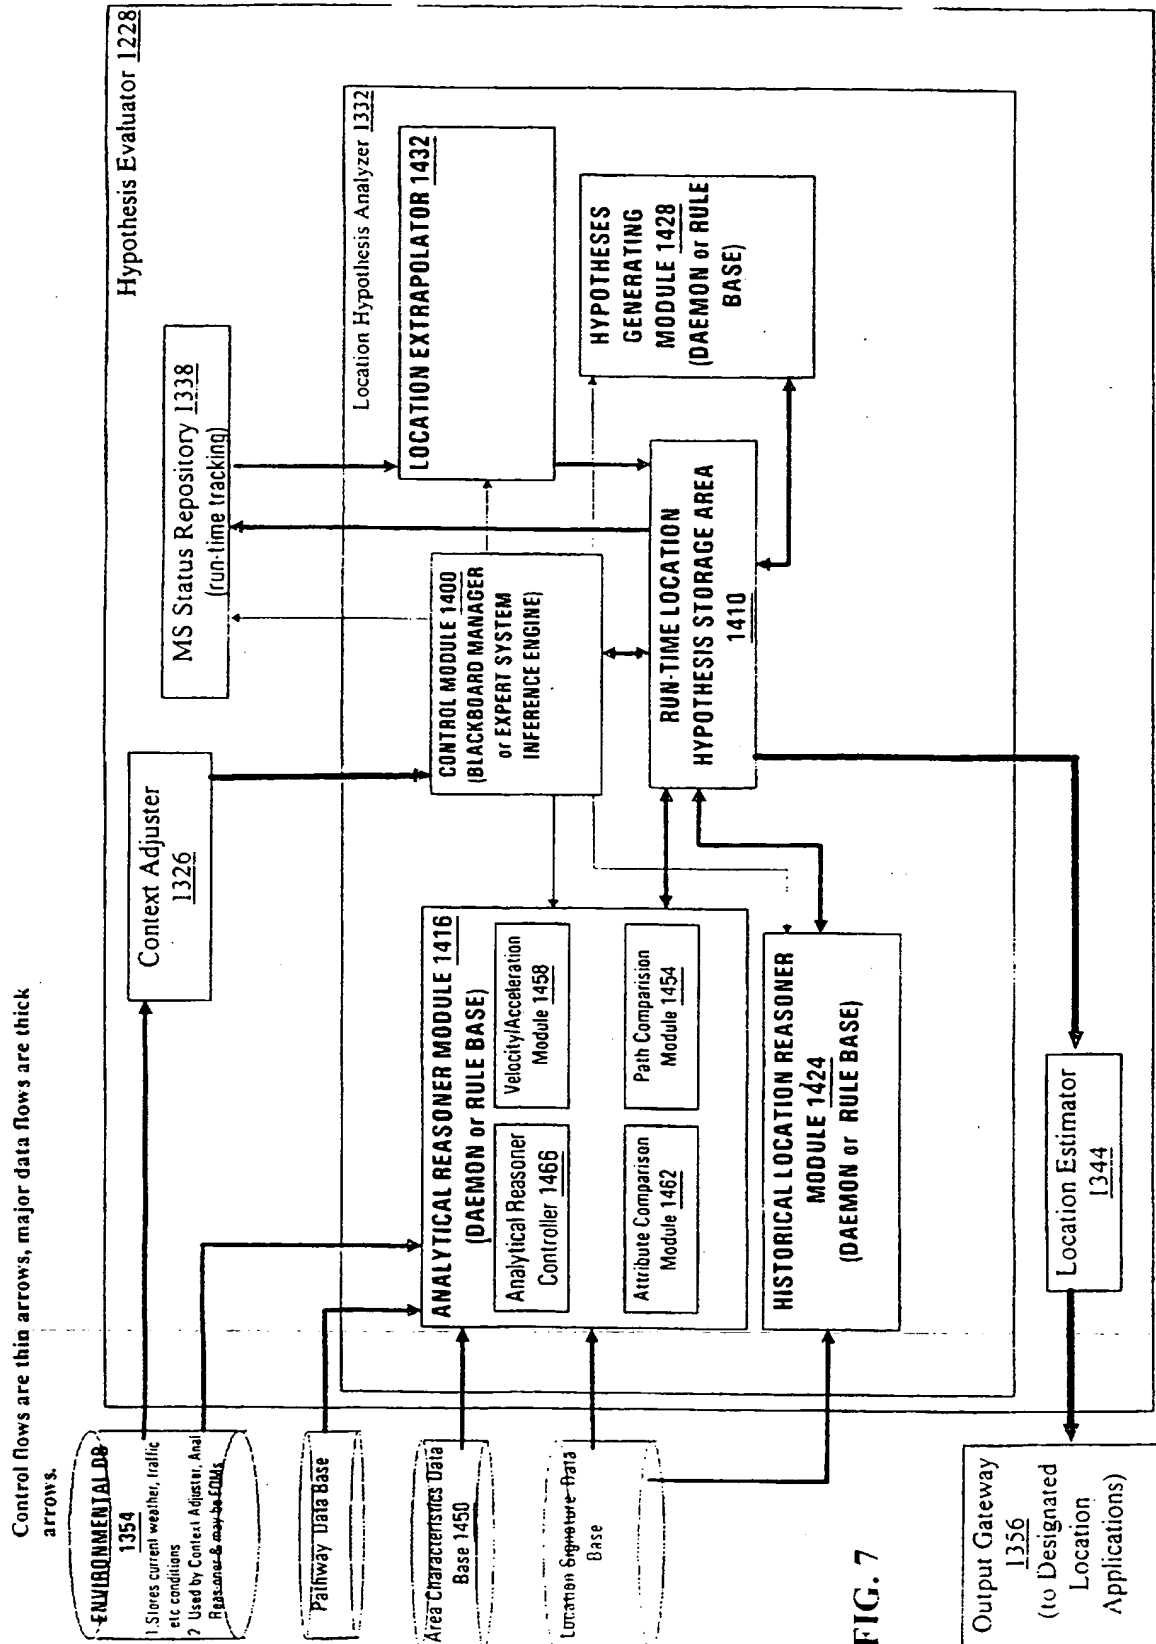 Control flows are thin arrows, major data flows are thick
arrows.
Hypothesis Evaluator 1228
ENVIRONMENTAL DB
1354
1.Stores current weather, traffic
etc conditions
2 Used by Context Adjuster, Anal
Reasoner & may be FOMs
Context Adjuster
1326
MS Status Repository 1338
(run-time tracking)
Pathway Data Base
Location Hypothesis Analyzer 1332
Area Characteristics Data
Base 1450
ANALYTICAL REASONER MODULE 1416
(DAEMON or RULE BASE)
Analytical Reasoner
Controller 1466
Velocity/Acceleration
Module 1458
Attribute Comparison
Module 1462
Path Comparision
Module 1454
CONTROL MODULE 1400
(BLACKBOARD MANAGER
or EXPERT SYSTEM
INFERENCE ENGINE)
LOCATION EXTRAPOLATOR 1432
Location Signature Data
Base
HISTORICAL LOCATION REASONER
MODULE 1424
(DAEMON or RULE BASE)
RUN-TIME LOCATION
HYPOTHESIS STORAGE AREA
1410
HYPOTHESES
GENERATING
MODULE 1428
(DAEMON or RULE
BASE)
FIG. 7
Output Gateway
1356
(to Designated
Location
Applications)
Location Estimator
1344